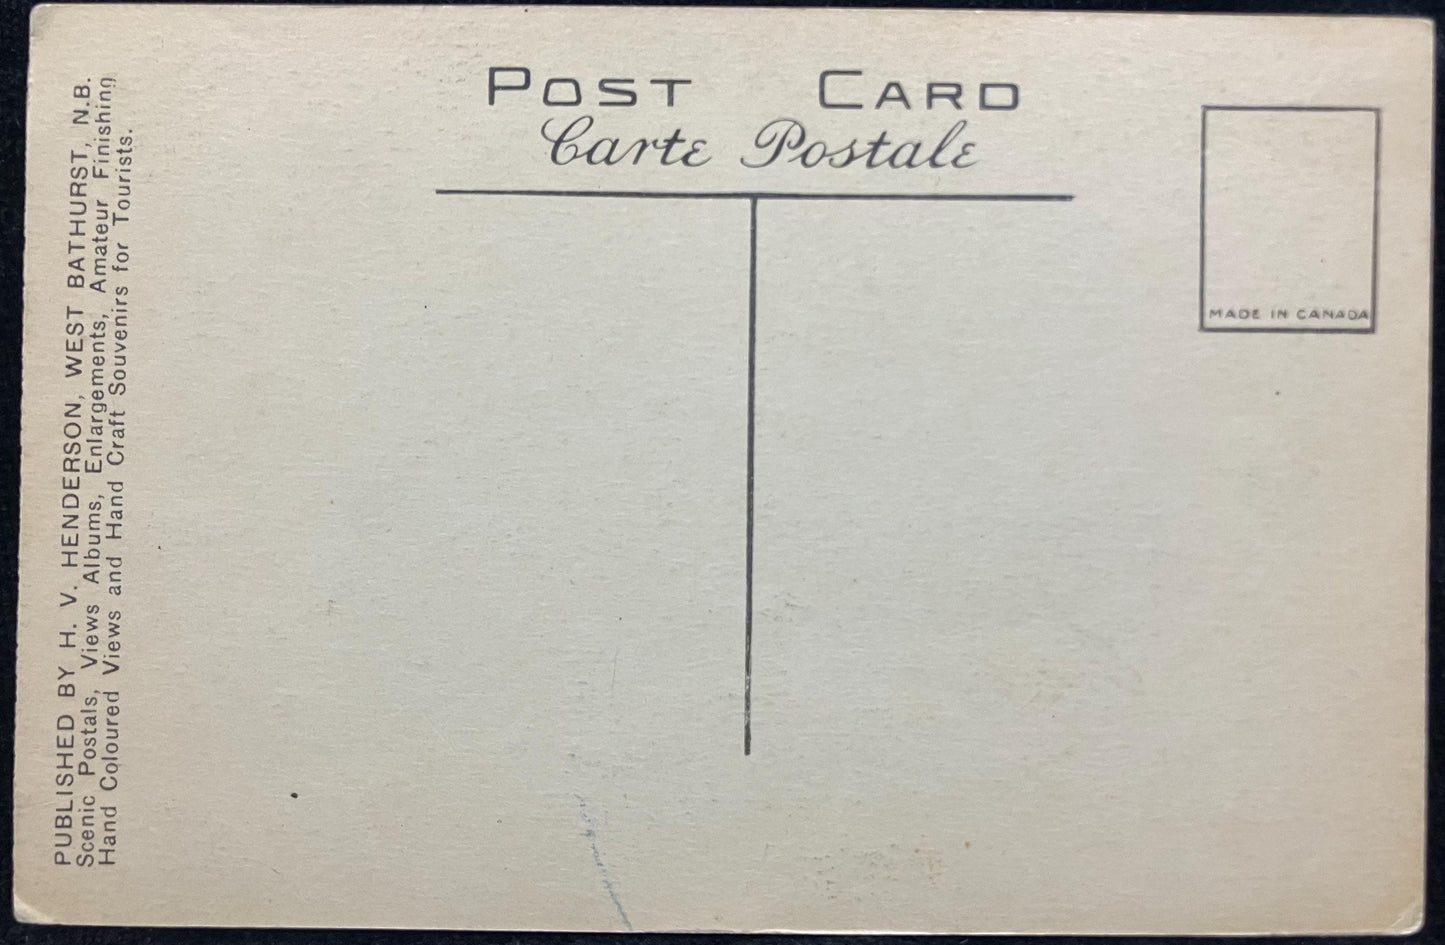 POST CARD
Carte Postale
MADE IN CANADA
PUBLISHED BY H. V. HENDERSON, WEST BATHURST, N.B.
Scenic Postals, Views Albums, Enlargements, Amateur Finishing
Hand Coloured Views and Hand Craft Souvenirs for Tourists.